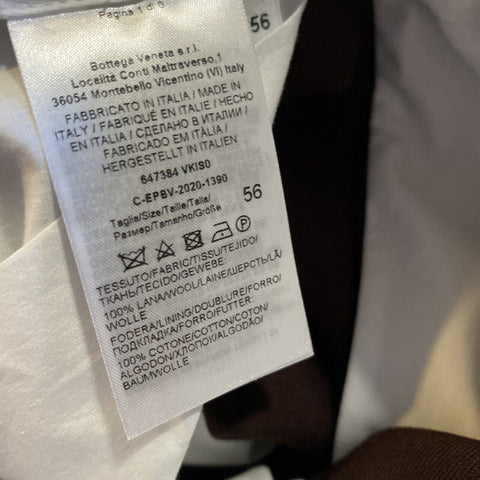 Pagina 1 di
56
Bottega Veneta s.r.l.
Località Conti Maltraverso,1
36054 Montebello Vicentino (VI) Italy
FABBRICATO IN ITALIA / MADE IN
ITALY / FABRIQUÉ EN ITALIE / HECHO
EN ITALIA / СДЕЛАНО В ИТАЛИИ /
FABRICADO EM ITÁLIA /
HERGESTELLT IN ITALIEN
647384 VKIS0
C-EPBV-2020-1390
Taglia/Size/Taille/Talla/
Размер/Tamanho/Größe
56
TESSUTO/FABRIC/TISSU/TEJIDO/
ТКАНЬ/TECIDO/GEWEBE:
100% LANA/WOOL/LAINE/ШЕРСТЬ/LÃ/
WOLLE
FODERA/LINING/DOUBLURE/FORRO/
ПОДКЛАДКА/FORRO/FUTTER:
100% COTONE/COTTON/COTON/
ALGODÓN/ХЛОПОК/ALGODÃO/
BAUMWOLLE